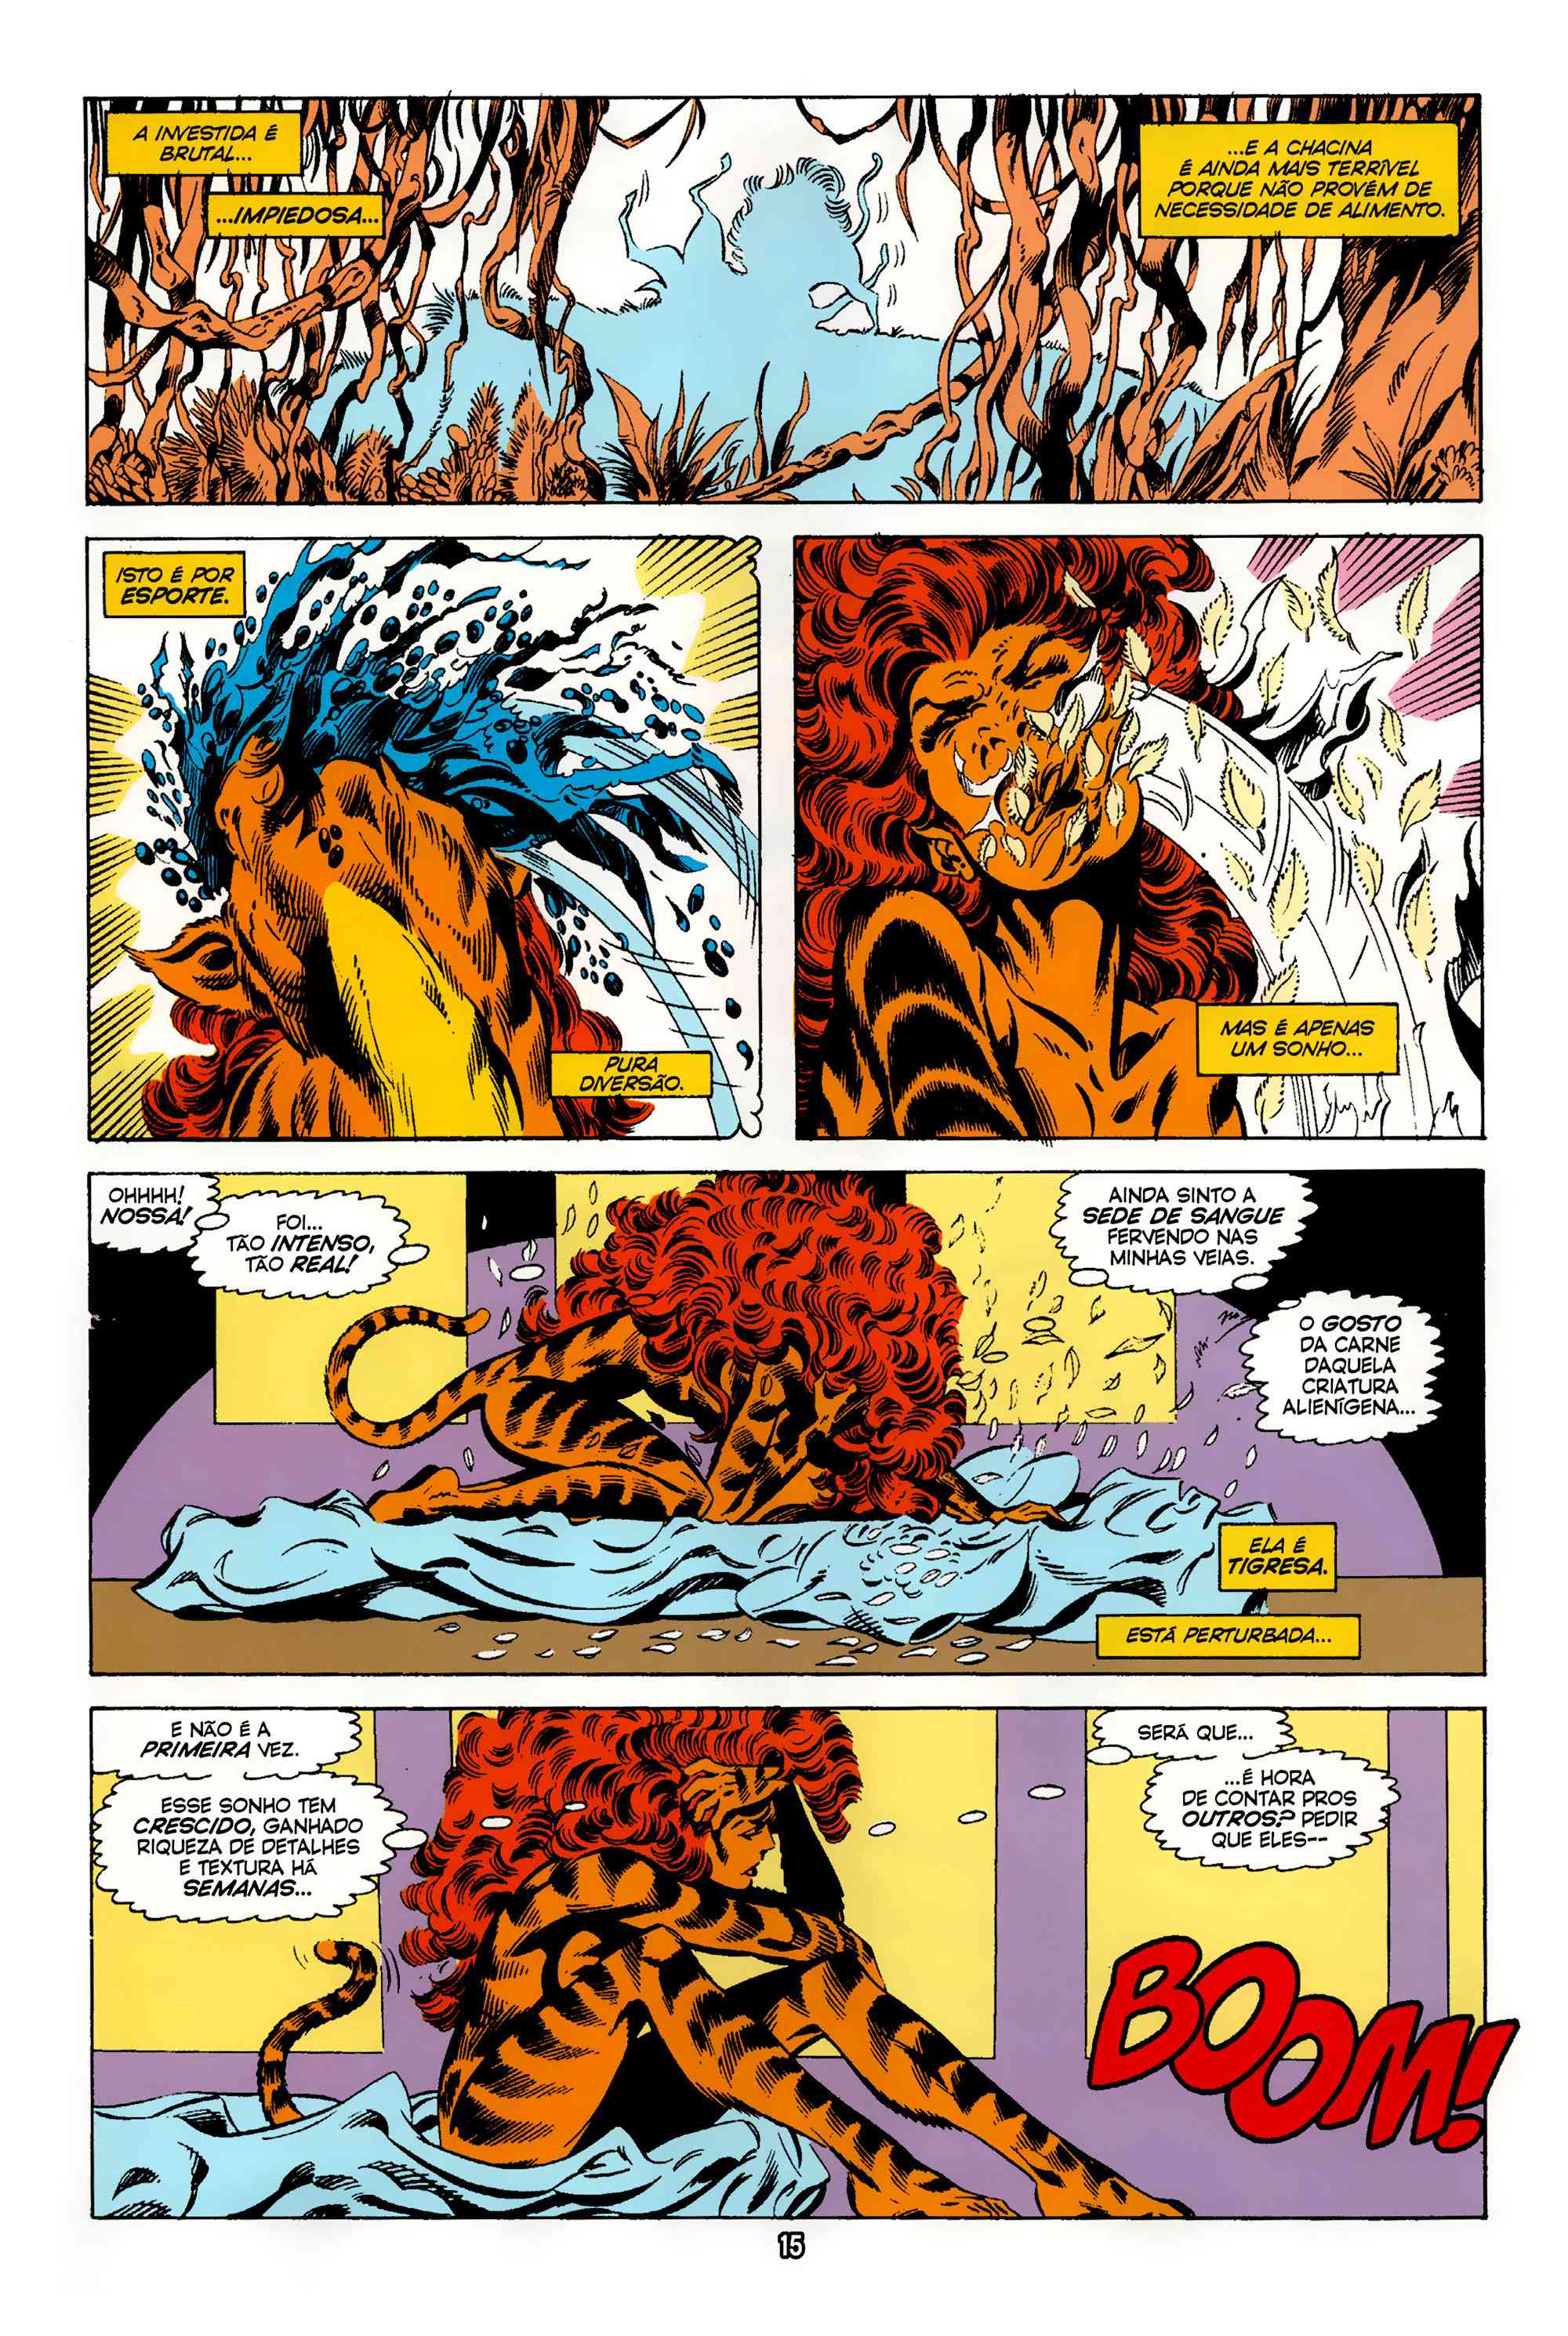 A INVESTIDA É
BRUTAL...
...IMPIEDOSA...
...E A CHACINA
É AINDA MAIS TERRÍVEL
PORQUE NÃO PROVÉM DE
NECESSIDADE DE ALIMENTO.
ISTO É POR
ESPORTE.
PURA
DIVERSÃO.
MAS É APENAS
UM SONHO...
OHHHH!
NOSSA!
FOI...
TÃO INTENSO,
TÃO REAL!
AINDA SINTO A
SEDE DE SANGUE
FERVENDO NAS
MINHAS VEIAS.
O GOSTO
DA CARNE
DAQUELA
CRIATURA
ALIENÍGENA...
ELA É
TIGRESA.
ESTÁ PERTURBADA...
E NÃO É A
PRIMEIRA VEZ.
ESSE SONHO TEM
CRESCIDO, GANHADO
RIQUEZA DE DETALHES
E TEXTURA HÁ
SEMANAS...
SERÁ QUE...
...É HORA
DE CONTAR PROS
OUTROS? PEDIR
QUE ELES--
BOOM!
15